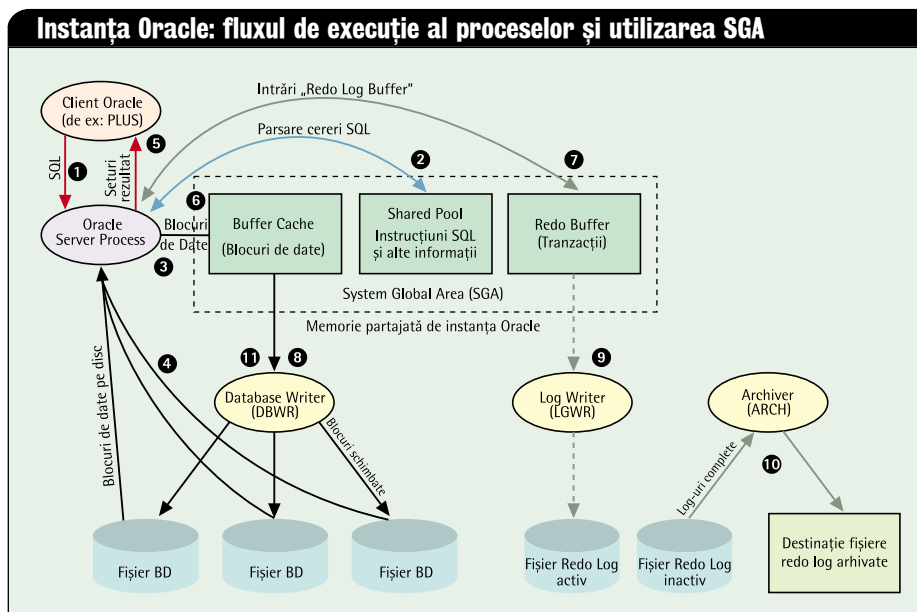 Instanța Oracle: fluxul de execuție al proceselor și utilizarea SGA
Client Oracle
(de ex: PLUS)
Intrări „Redo Log Buffer”
Parsare cereri SQL
SQL
1
Seturi
rezultat
5
2
7
6
Oracle
Server Process
Blocuri
de Date
3
Buffer Cache
(Blocuri de date)
Shared Pool
Instrucțiuni SQL
și alte informații
Redo Buffer
(Tranzacții)
System Global Area (SGA)
Memorie partajată de instanța Oracle
4
11
8
9
Blocuri de date pe disc
Database Writer
(DBWR)
Blocuri schimbate
Log Writer
(LGWR)
Archiver
(ARCH)
Log-uri complete
10
Fișier BD
Fișier BD
Fișier BD
Fișier Redo Log
activ
Fișier Redo Log
inactiv
Destinație fișiere
redo log arhivate